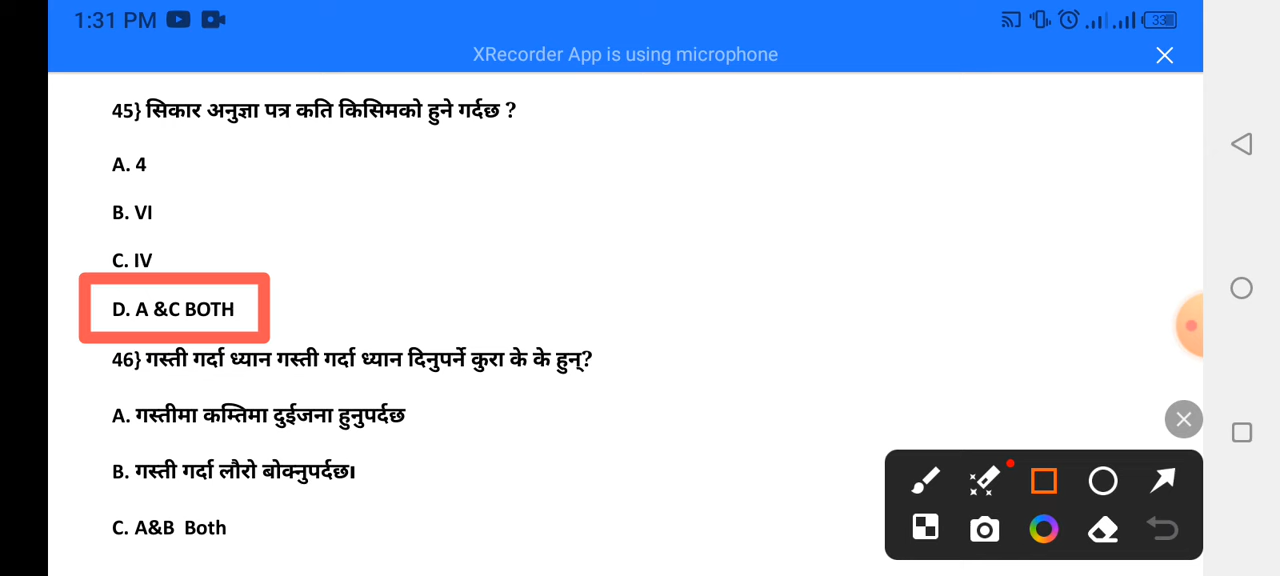 1:31 PM
33
XRecorder App is using microphone
45} सिकार अनुज्ञा पत्र कति किसिमको हुने गर्दछ ?
A. 4
B. VI
C. IV
D. A &C BOTH
46} गस्ती गर्दा ध्यान गस्ती गर्दा ध्यान दिनुपर्ने कुरा के के हुन्?
A. गस्तीमा कम्तिमा दुईजना हुनुपर्दछ
B. गस्ती गर्दा लौरो बोक्नुपर्दछ।
C. A&B Both